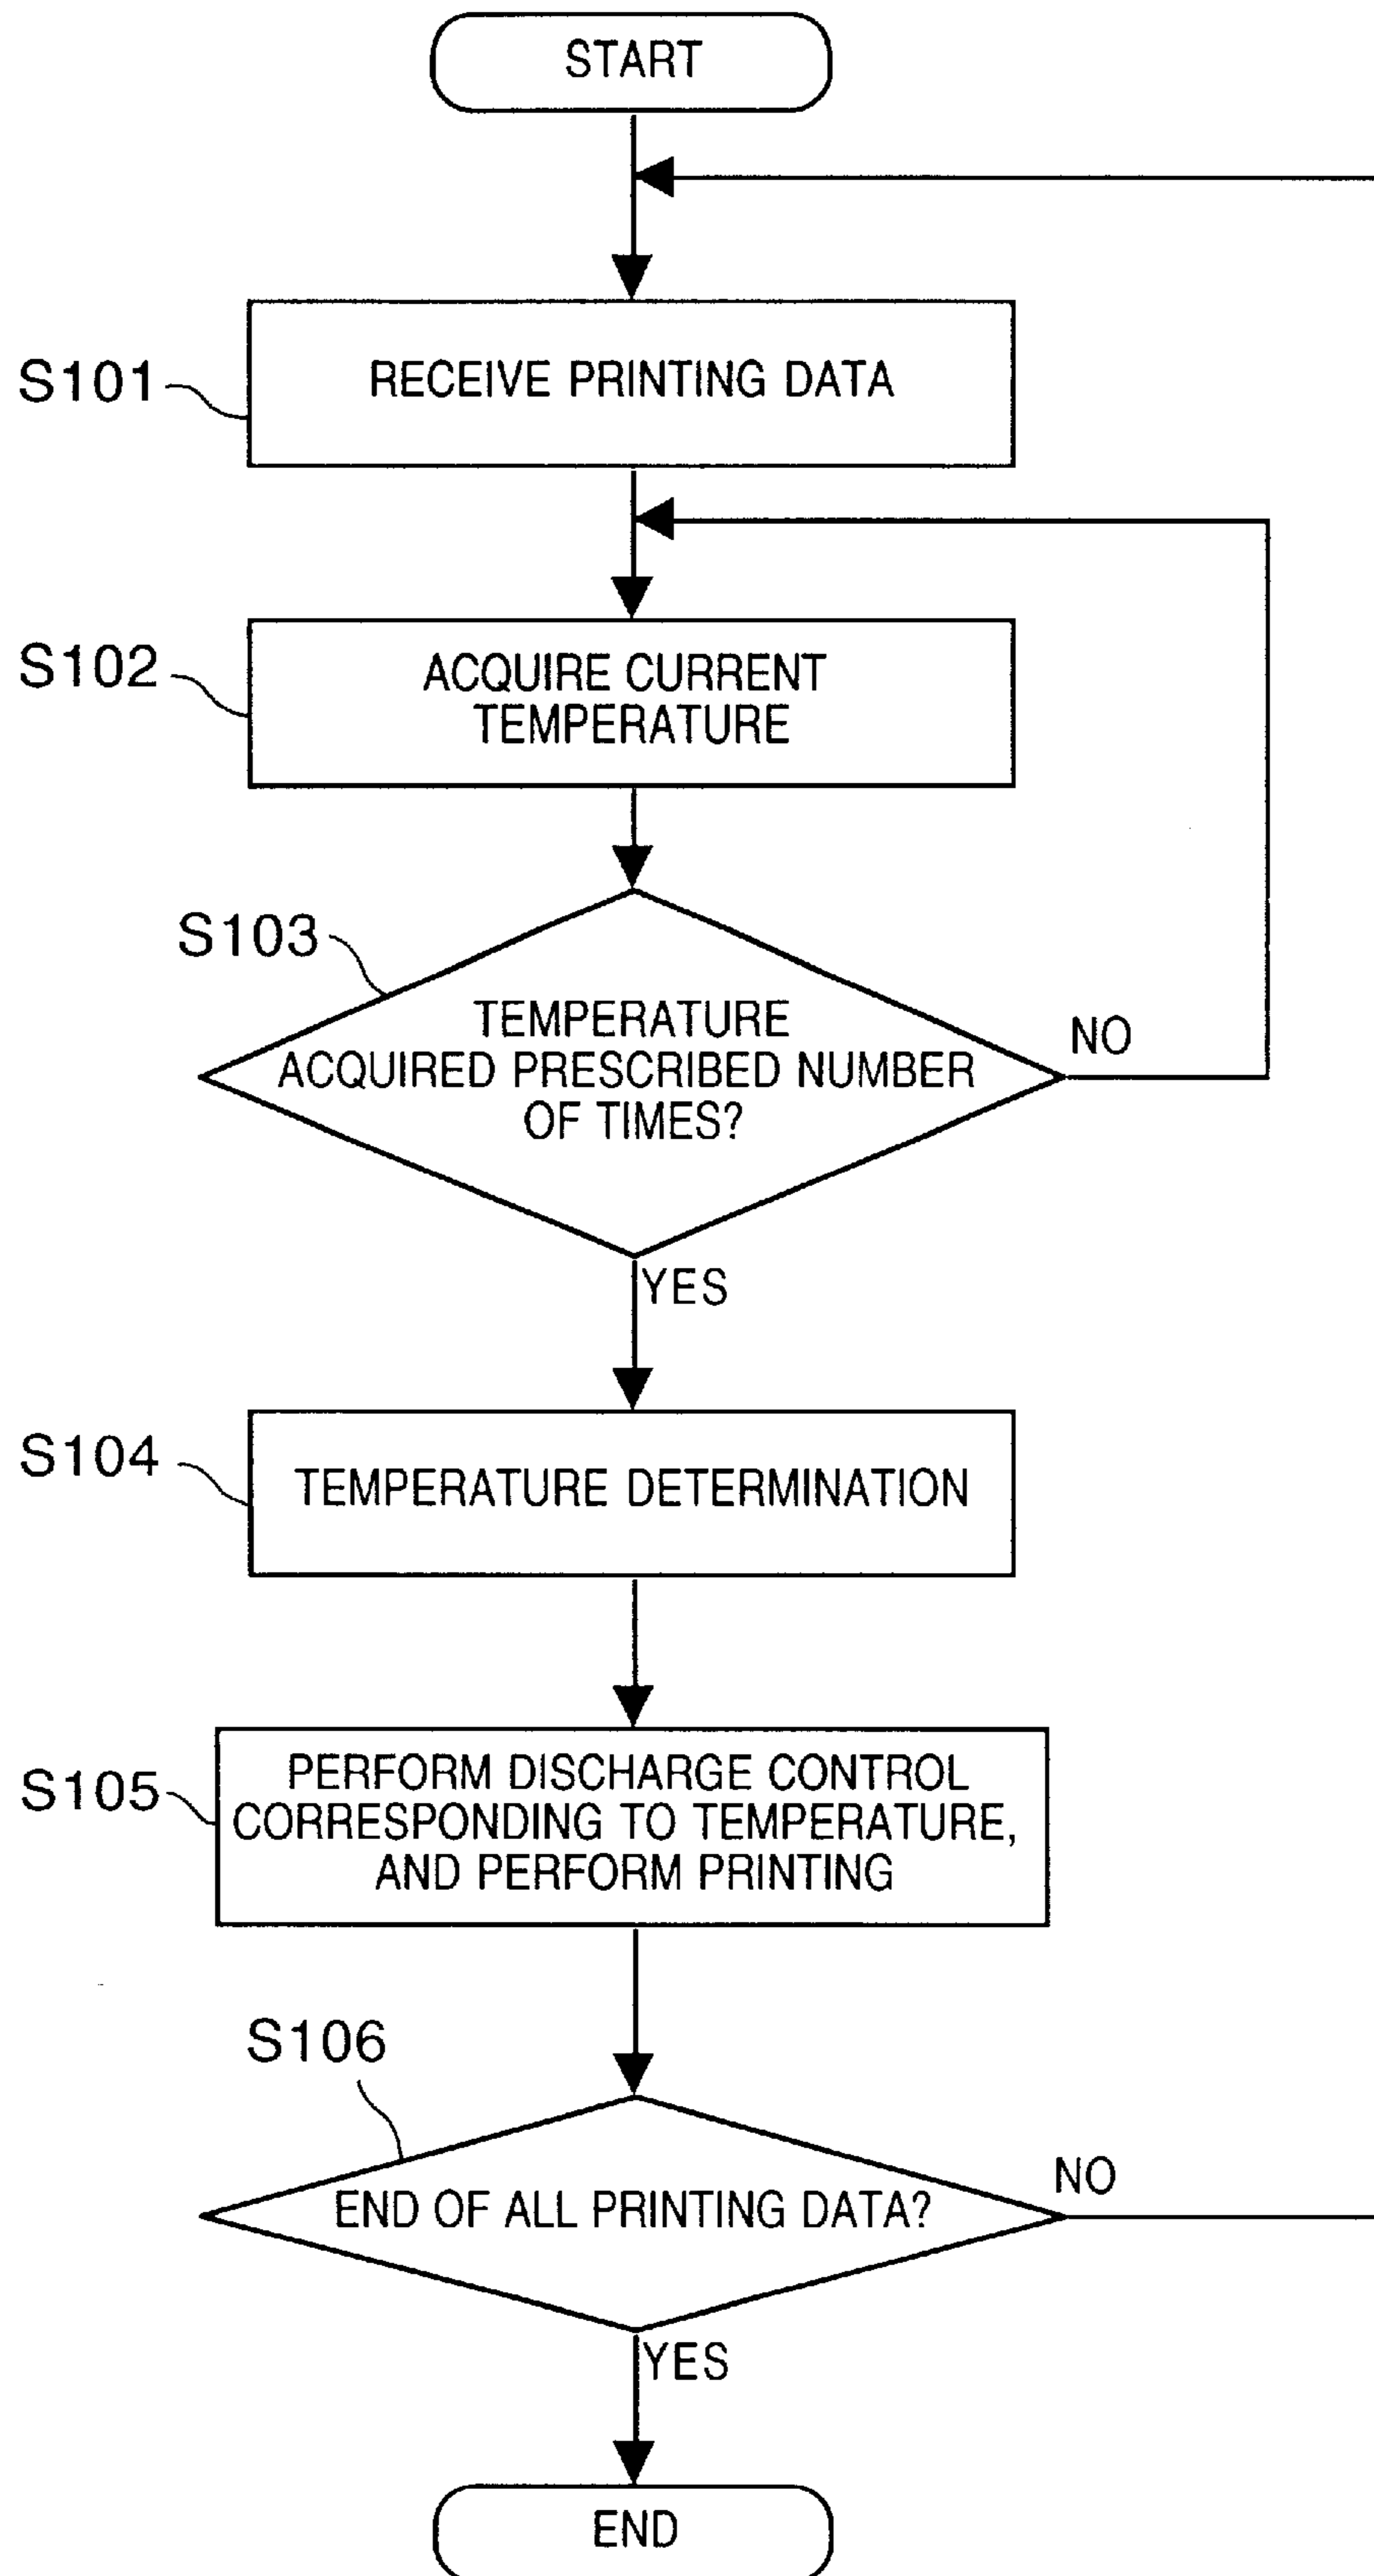 START
S101
RECEIVE PRINTING DATA
S102
ACQUIRE CURRENT
TEMPERATURE
S103
TEMPERATURE
ACQUIRED PRESCRIBED NUMBER
OF TIMES?
NO
YES
S104
TEMPERATURE DETERMINATION
S105
PERFORM DISCHARGE CONTROL
CORRESPONDING TO TEMPERATURE,
AND PERFORM PRINTING
S106
END OF ALL PRINTING DATA?
NO
YES
END